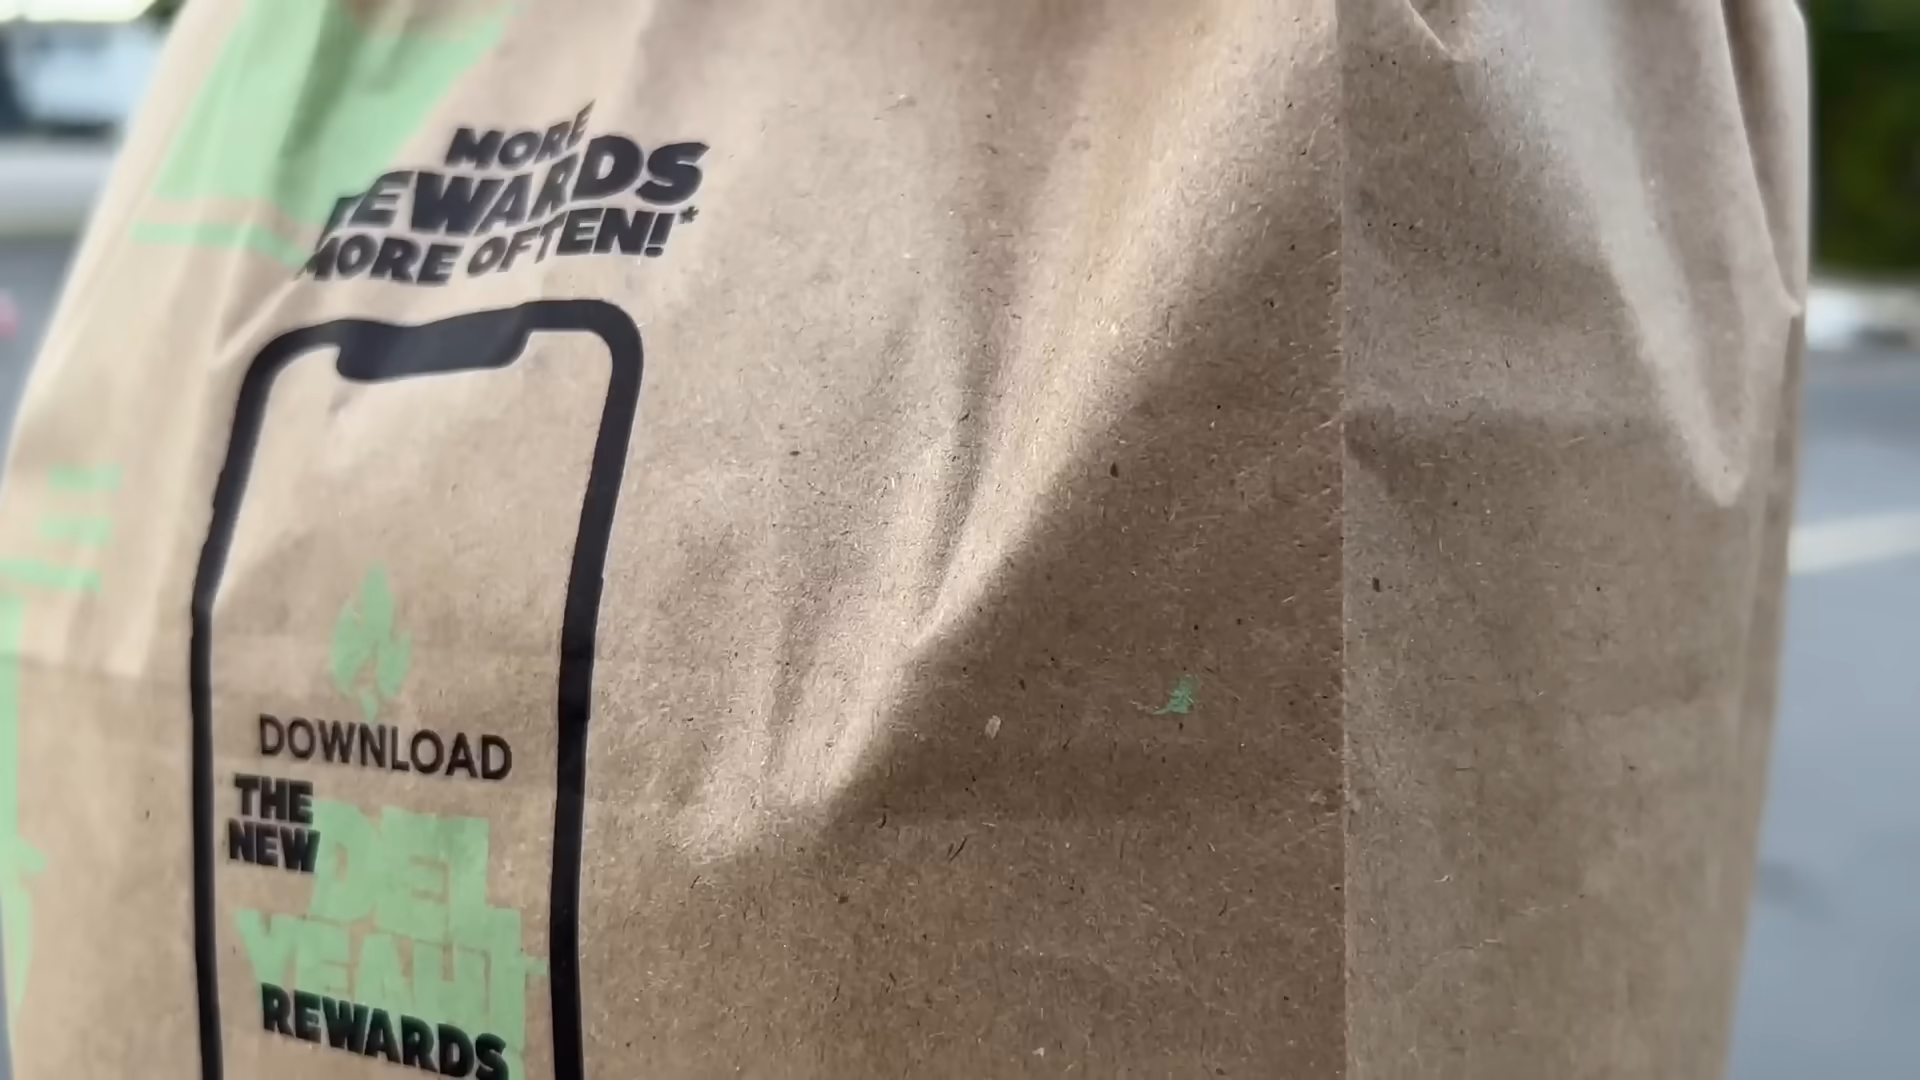 MORE
REWARDS
MORE OFTEN!*
DOWNLOAD
THE
NEW
DEL
YEAH!
REWARDS